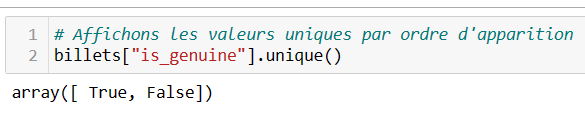 1 # Affichons les valeurs uniques par ordre d'apparition
2 billets["is_genuine"].unique()
array([ True, False])